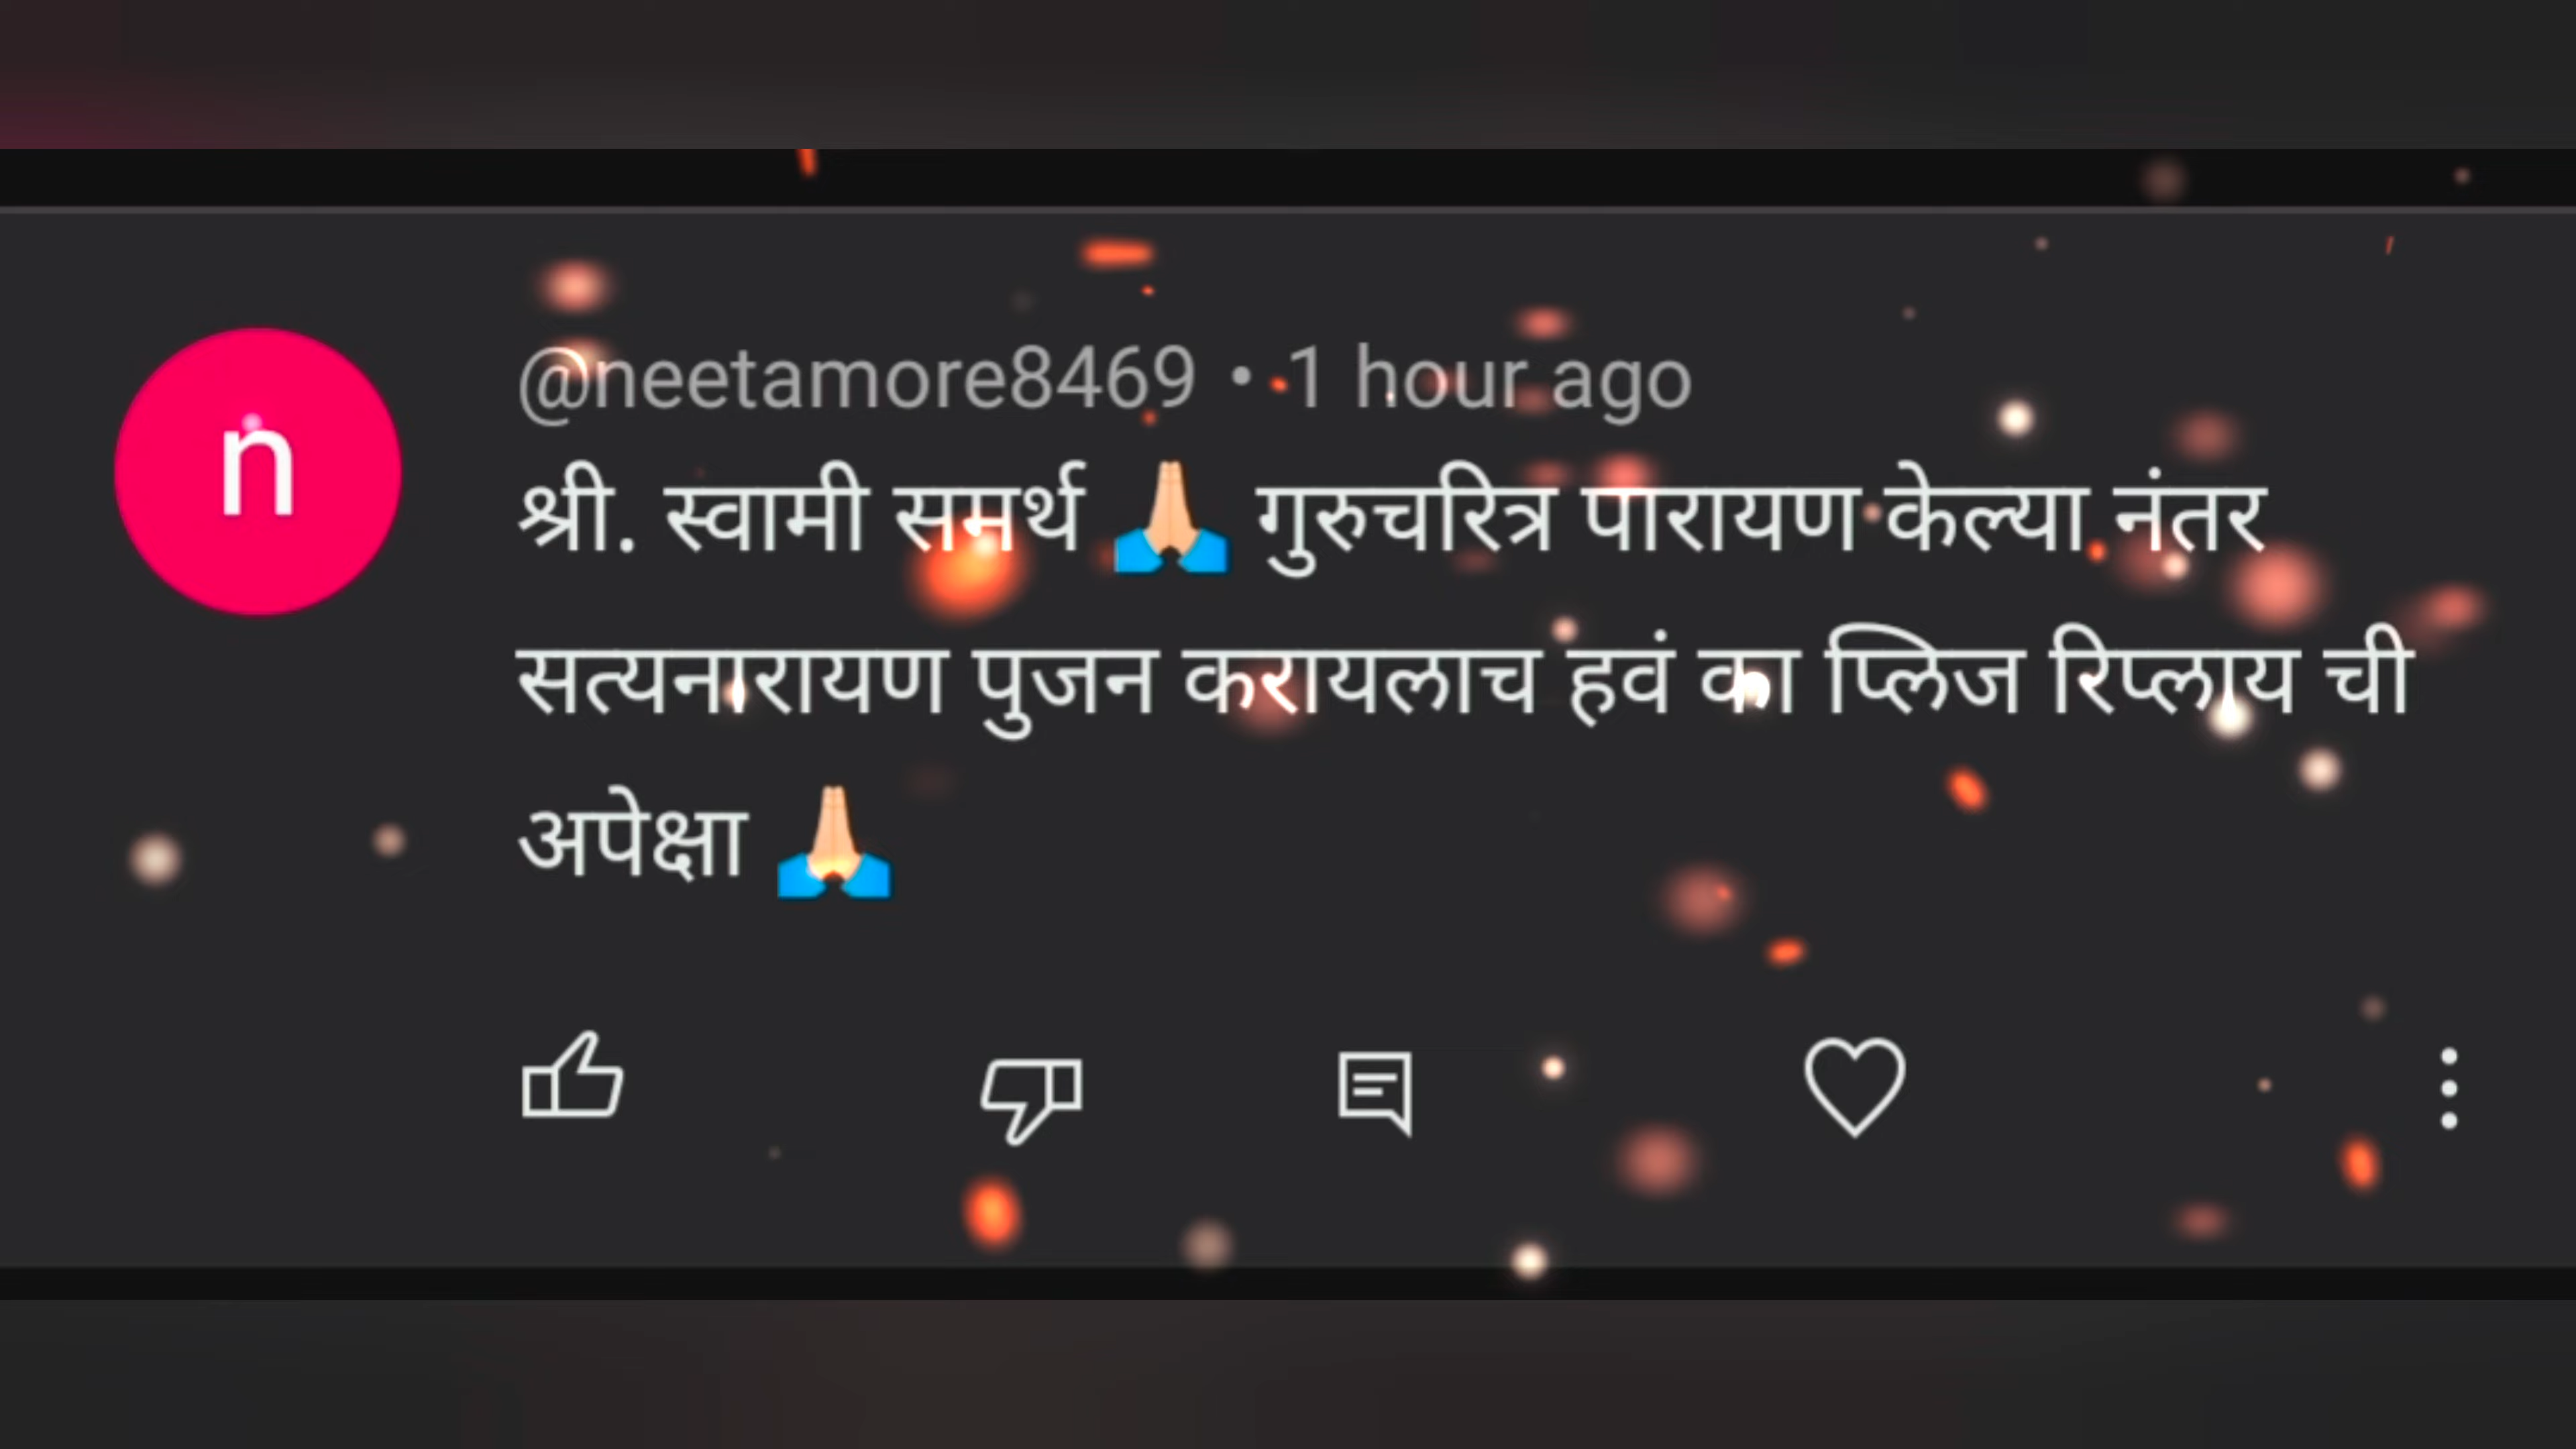 n
@neetamore8469 • 1 hour ago
श्री. स्वामी समर्थ 🙏🏻 गुरुचरित्र पारायण केल्या नंतर
सत्यनारायण पुजन करायलाच हवं का प्लिज रिप्लाय ची
अपेक्षा 🙏🏻